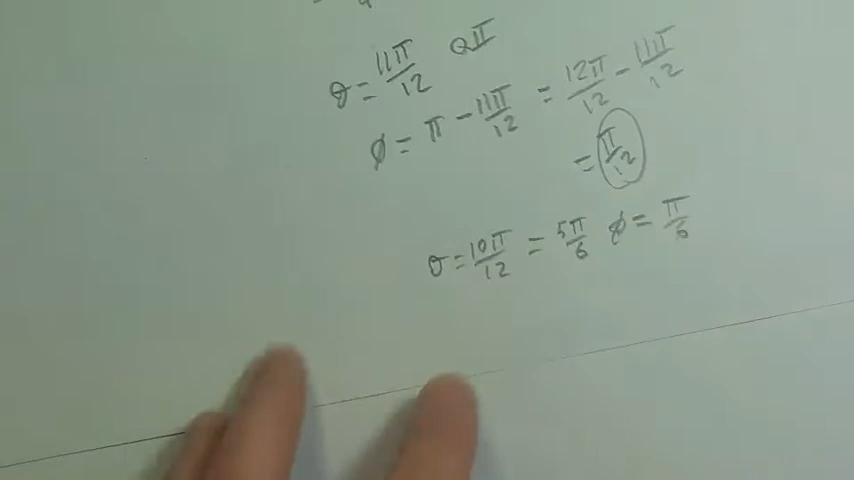 θ = 11π/12 QII
φ = π - 11π/12 = 12π/12 - 11π/12
= π/12
θ = 10π/12 = 5π/6 φ = π/6